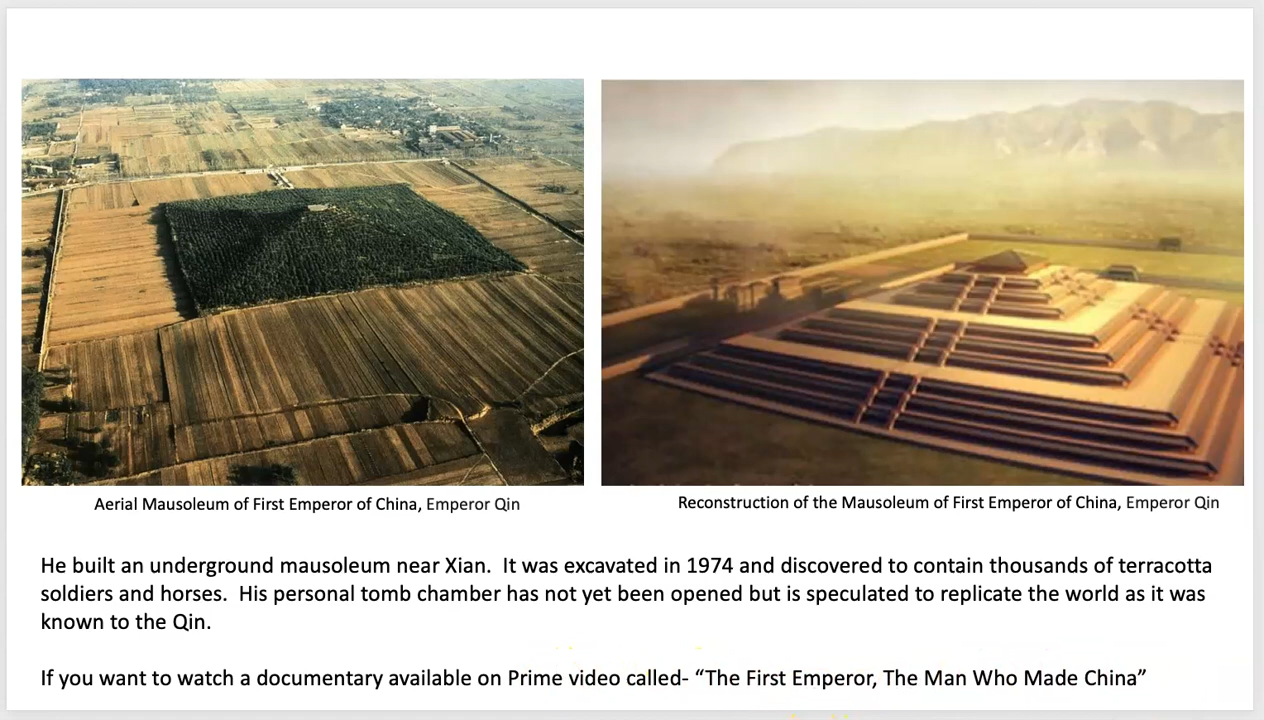 Aerial Mausoleum of First Emperor of China, Emperor Qin
Reconstruction of the Mausoleum of First Emperor of China, Emperor Qin
He built an underground mausoleum near Xian.  It was excavated in 1974 and discovered to contain thousands of terracotta
soldiers and horses.  His personal tomb chamber has not yet been opened but is speculated to replicate the world as it was
known to the Qin.
If you want to watch a documentary available on Prime video called- “The First Emperor, The Man Who Made China”